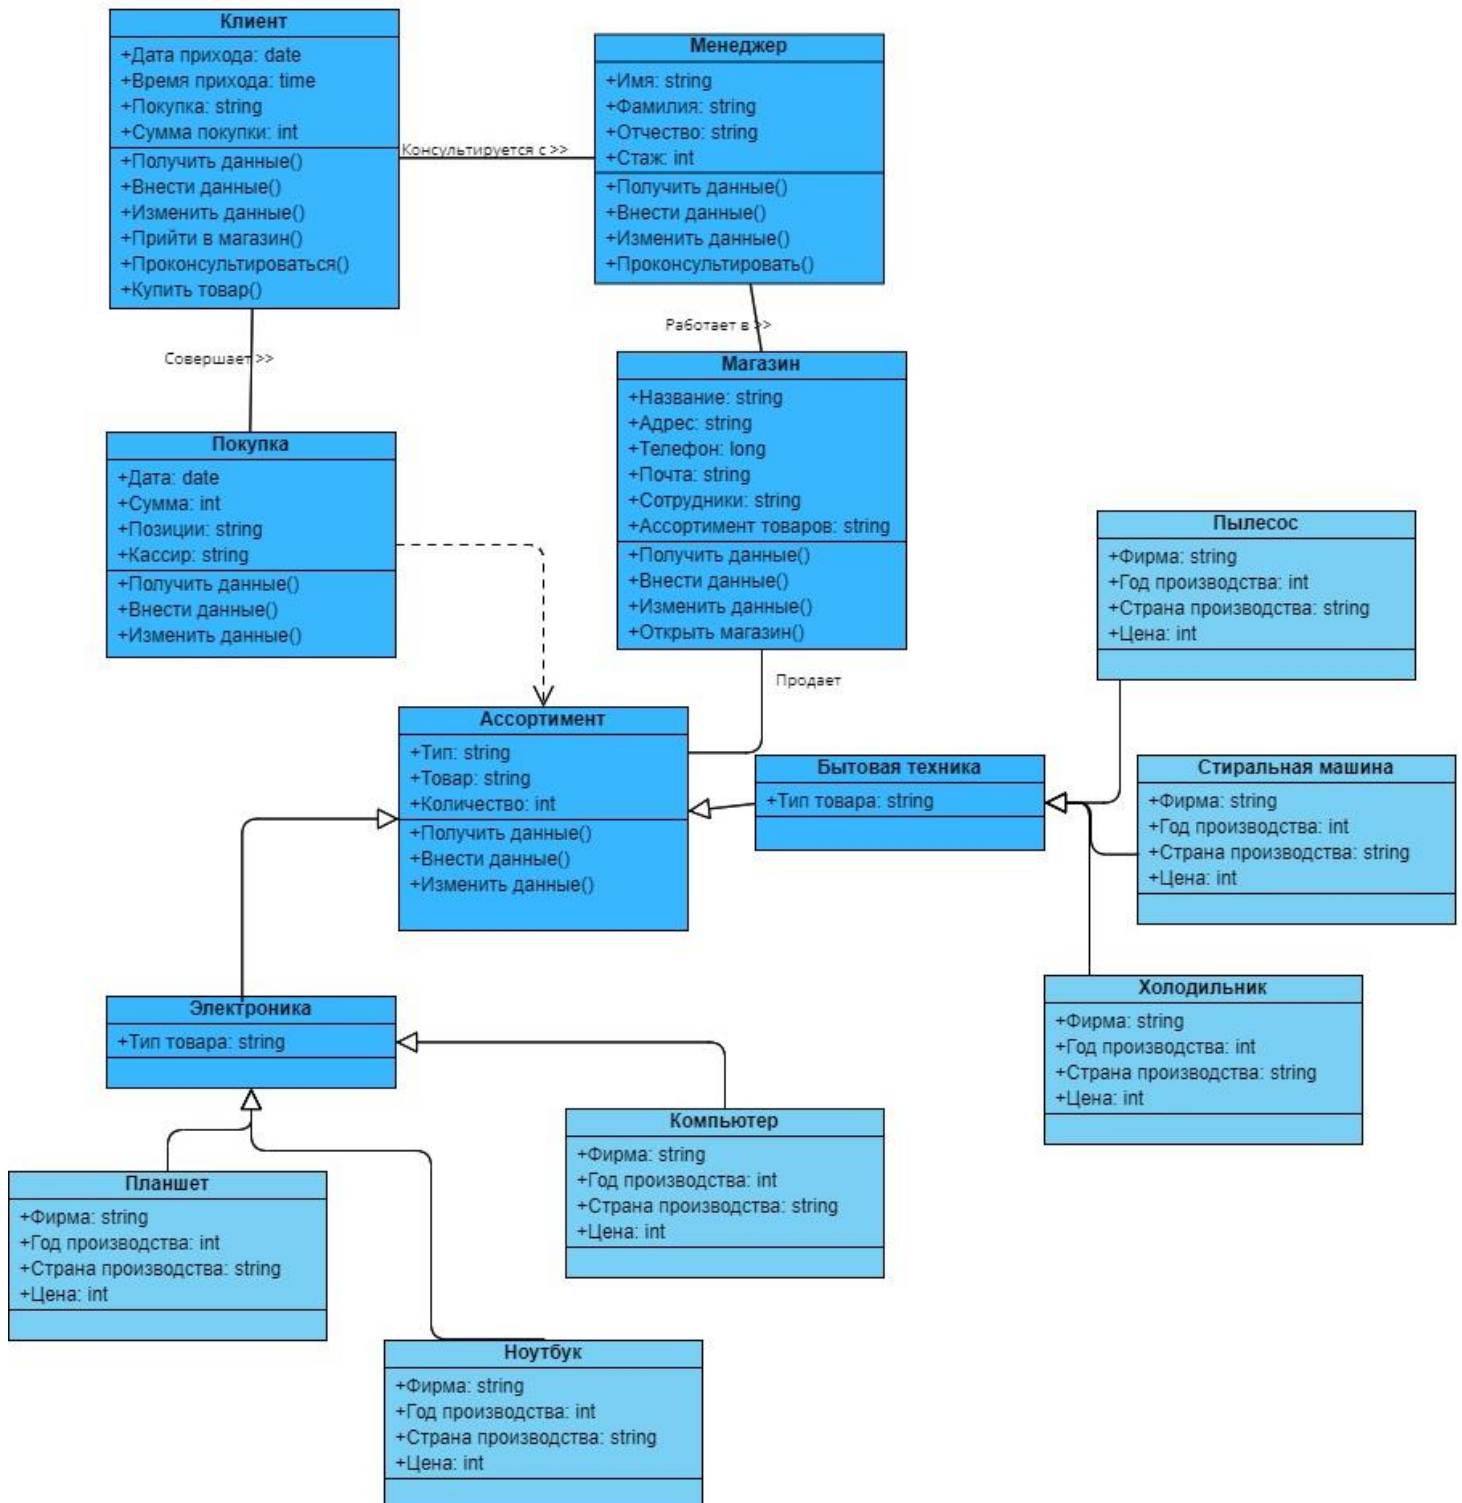 Клиент
+Дата прихода: date
+Время прихода: time
+Покупка: string
+Сумма покупки: int
+Получить данные()
+Внести данные()
+Изменить данные()
+Прийти в магазин()
+Проконсультироваться()
+Купить товар()
Консультируется с >>
Менеджер
+Имя: string
+Фамилия: string
+Отчество: string
+Стаж: int
+Получить данные()
+Внести данные()
+Изменить данные()
+Проконсультировать()
Работает в >>
Совершает >>
Магазин
+Название: string
+Адрес: string
+Телефон: long
+Почта: string
+Сотрудники: string
+Ассортимент товаров: string
+Получить данные()
+Внести данные()
+Изменить данные()
+Открыть магазин()
Покупка
+Дата: date
+Сумма: int
+Позиции: string
+Кассир: string
+Получить данные()
+Внести данные()
+Изменить данные()
Продает
Пылесос
+Фирма: string
+Год производства: int
+Страна производства: string
+Цена: int
Ассортимент
+Тип: string
+Товар: string
+Количество: int
+Получить данные()
+Внести данные()
+Изменить данные()
Бытовая техника
+Тип товара: string
Стиральная машина
+Фирма: string
+Год производства: int
+Страна производства: string
+Цена: int
Холодильник
+Фирма: string
+Год производства: int
+Страна производства: string
+Цена: int
Электроника
+Тип товара: string
Компьютер
+Фирма: string
+Год производства: int
+Страна производства: string
+Цена: int
Планшет
+Фирма: string
+Год производства: int
+Страна производства: string
+Цена: int
Ноутбук
+Фирма: string
+Год производства: int
+Страна производства: string
+Цена: int